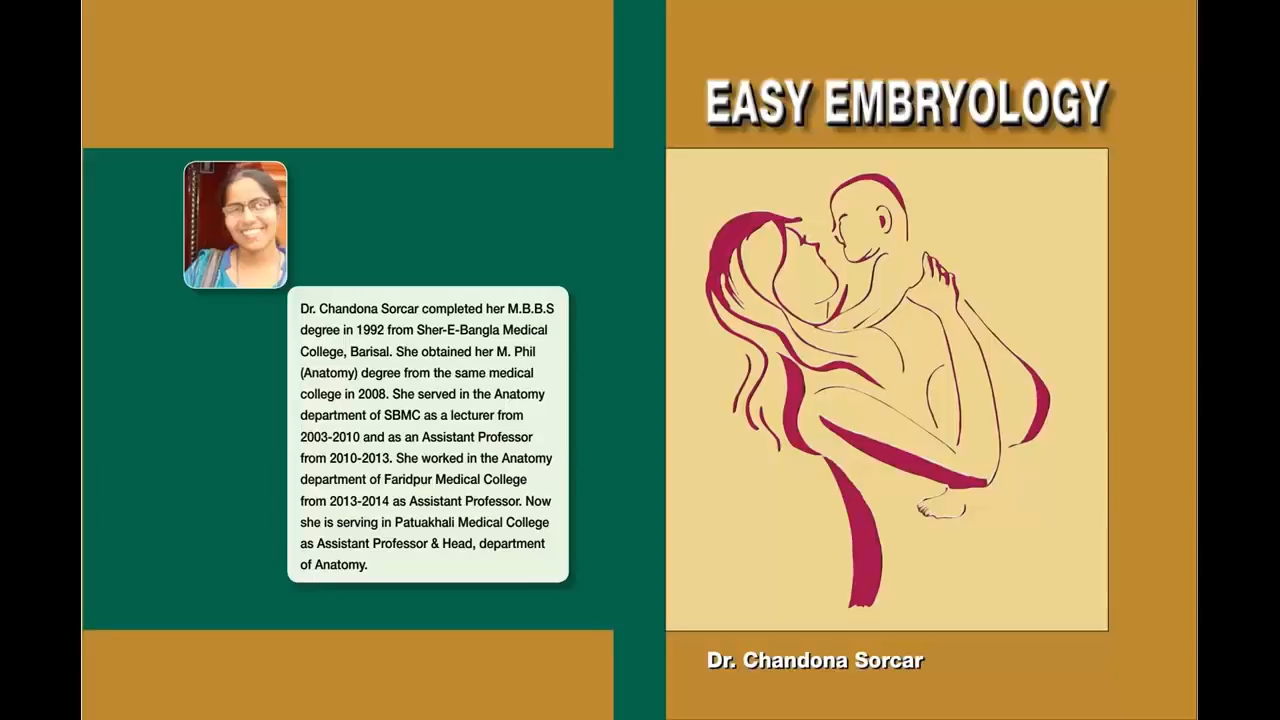 Dr. Chandona Sorcar completed her M.B.B.S
degree in 1992 from Sher-E-Bangla Medical
College, Barisal. She obtained her M. Phil
(Anatomy) degree from the same medical
college in 2008. She served in the Anatomy
department of SBMC as a lecturer from
2003-2010 and as an Assistant Professor
from 2010-2013. She worked in the Anatomy
department of Faridpur Medical College
from 2013-2014 as Assistant Professor. Now
she is serving in Patuakhali Medical College
as Assistant Professor & Head, department
of Anatomy.
EASY EMBRYOLOGY
Dr. Chandona Sorcar